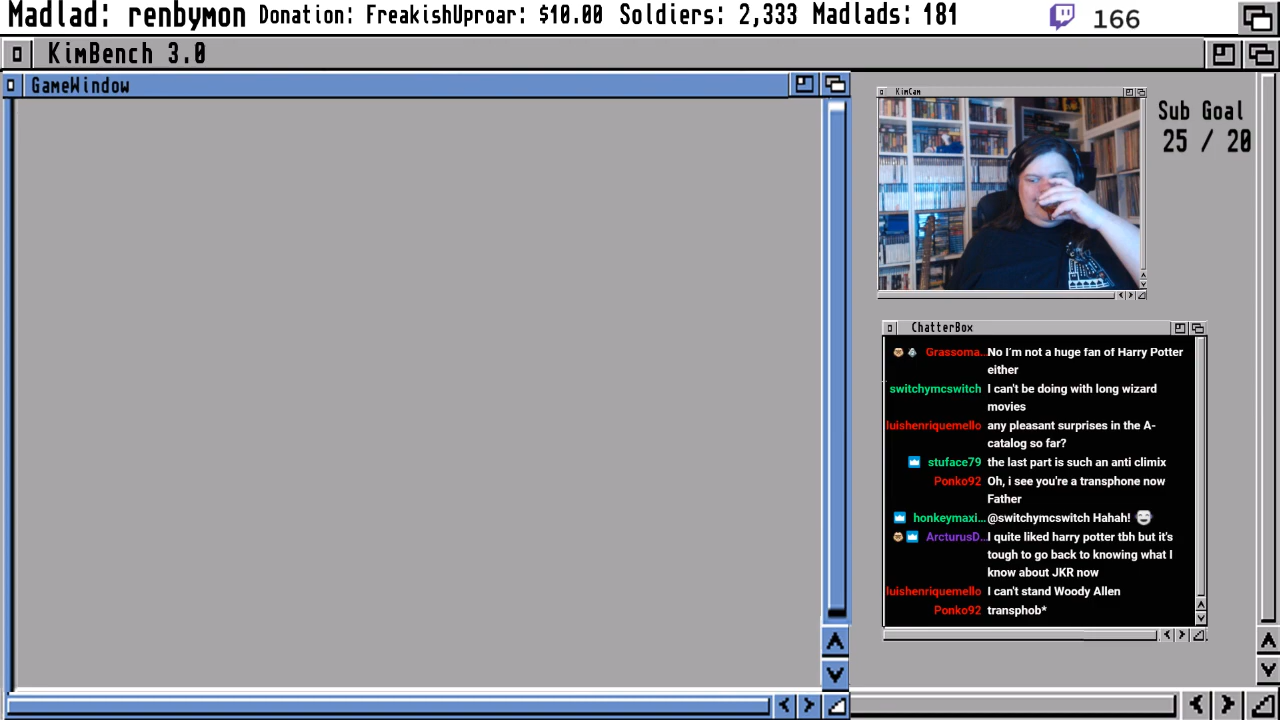 Madlad: renbymon Donation: FreakishUproar: $10.00 Soldiers: 2,333 Madlads: 181 166
KimBench 3.0
GameWindow
KimCam
Sub Goal
25 / 20
ChatterBox
Grassoma... No I'm not a huge fan of Harry Potter
either
switchymcswitch I can't be doing with long wizard
movies
luishenriquemello any pleasant surprises in the A-
catalog so far?
stuface79 the last part is such an anti climix
Ponko92 Oh, i see you're a transphone now
Father
honkeymaxi... @switchymcswitch Hahah!
ArcturusD... I quite liked harry potter tbh but it's
tough to go back to knowing what I
know about JKR now
luishenriquemello I can't stand Woody Allen
Ponko92 transphob*